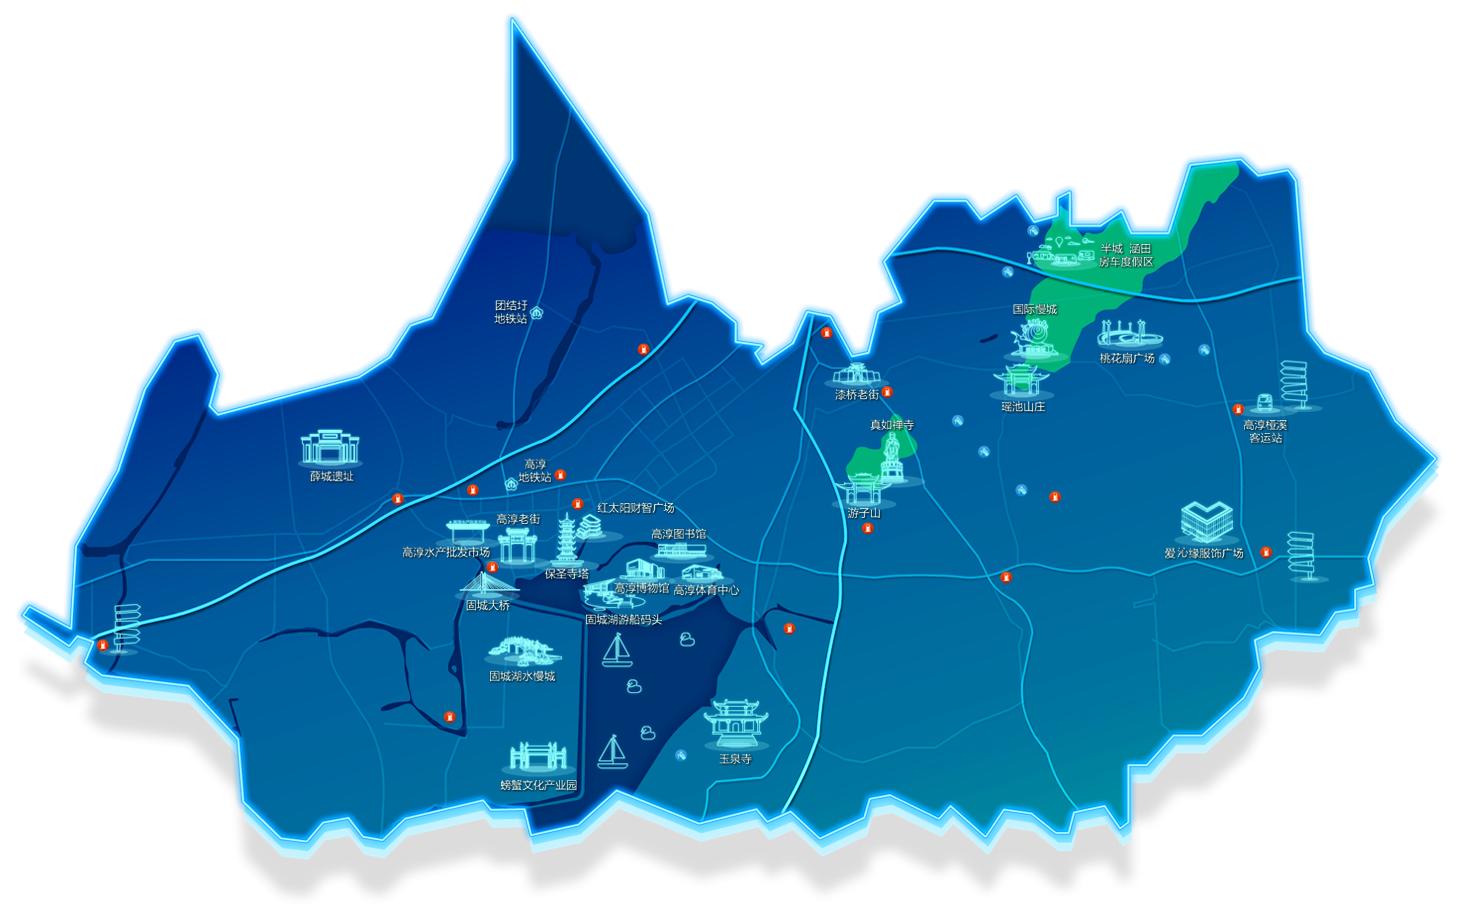 半城 涵田
房车度假区
团结圩
地铁站
国际慢城
桃花扇广场
漆桥老街
瑶池山庄
真如禅寺
高淳桠溪
客运站
薛城遗址
高淳
地铁站
红太阳财智广场
游子山
高淳老街
高淳图书馆
高淳水产批发市场
爱沁缘服饰广场
保圣寺塔
高淳博物馆
高淳体育中心
固城大桥
固城湖游船码头
固城湖水慢城
玉泉寺
螃蟹文化产业园